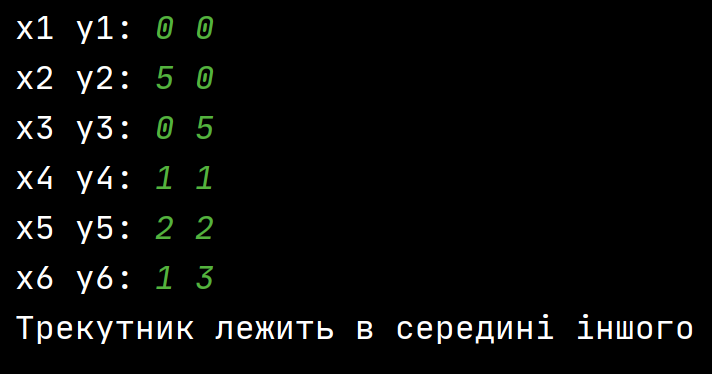 x1 y1: 0 0
x2 y2: 5 0
x3 y3: 0 5
x4 y4: 1 1
x5 y5: 2 2
x6 y6: 1 3
Трекутник лежить в середині іншого